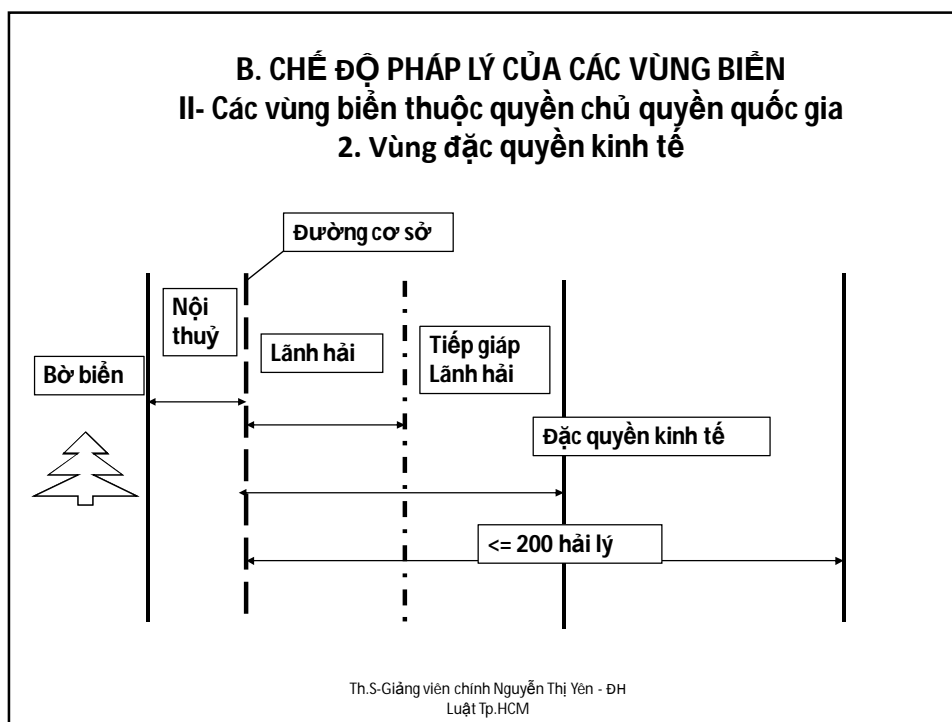 B. CHẾ ĐỘ PHÁP LÝ CỦA CÁC VÙNG BIỂN
II- Các vùng biển thuộc quyền chủ quyền quốc gia
2. Vùng đặc quyền kinh tế
Đường cơ sở
Nội
thuỷ
Lãnh hải
Tiếp giáp
Lãnh hải
Bờ biển
Đặc quyền kinh tế
<= 200 hải lý
Th.S-Giảng viên chính Nguyễn Thị Yên - ĐH
Luật Tp.HCM